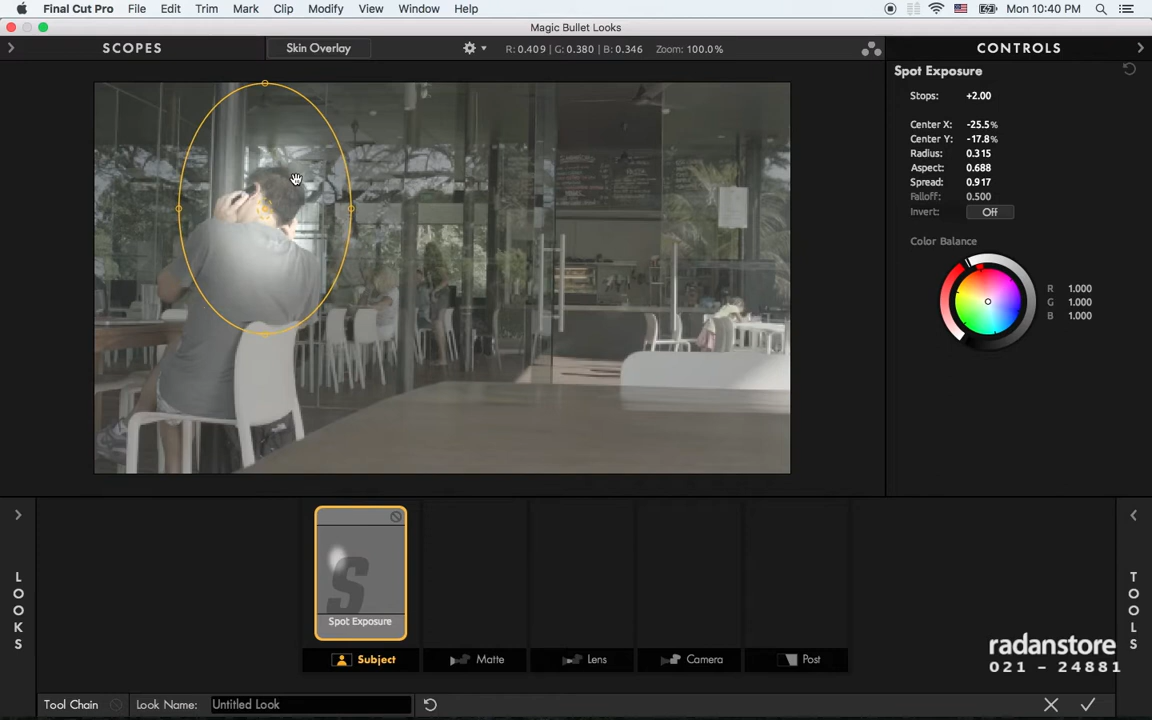 Final Cut Pro File Edit Trim Mark Clip Modify View Window Help Mon 10:40 PM
Magic Bullet Looks
SCOPES Skin Overlay R: 0.409 | G: 0.380 | B: 0.346 Zoom: 100.0% CONTROLS
Spot Exposure
Stops: +2.00
Center X: -25.5%
Center Y: -17.8%
Radius: 0.315
Aspect: 0.688
Spread: 0.917
Falloff: 0.500
Invert: Off
Color Balance
R 1.000
G 1.000
B 1.000
LOOKS
S
Spot Exposure
TOOLS
Subject Matte Lens Camera Post
radanstore
021 - 24881
Tool Chain Look Name: Untitled Look